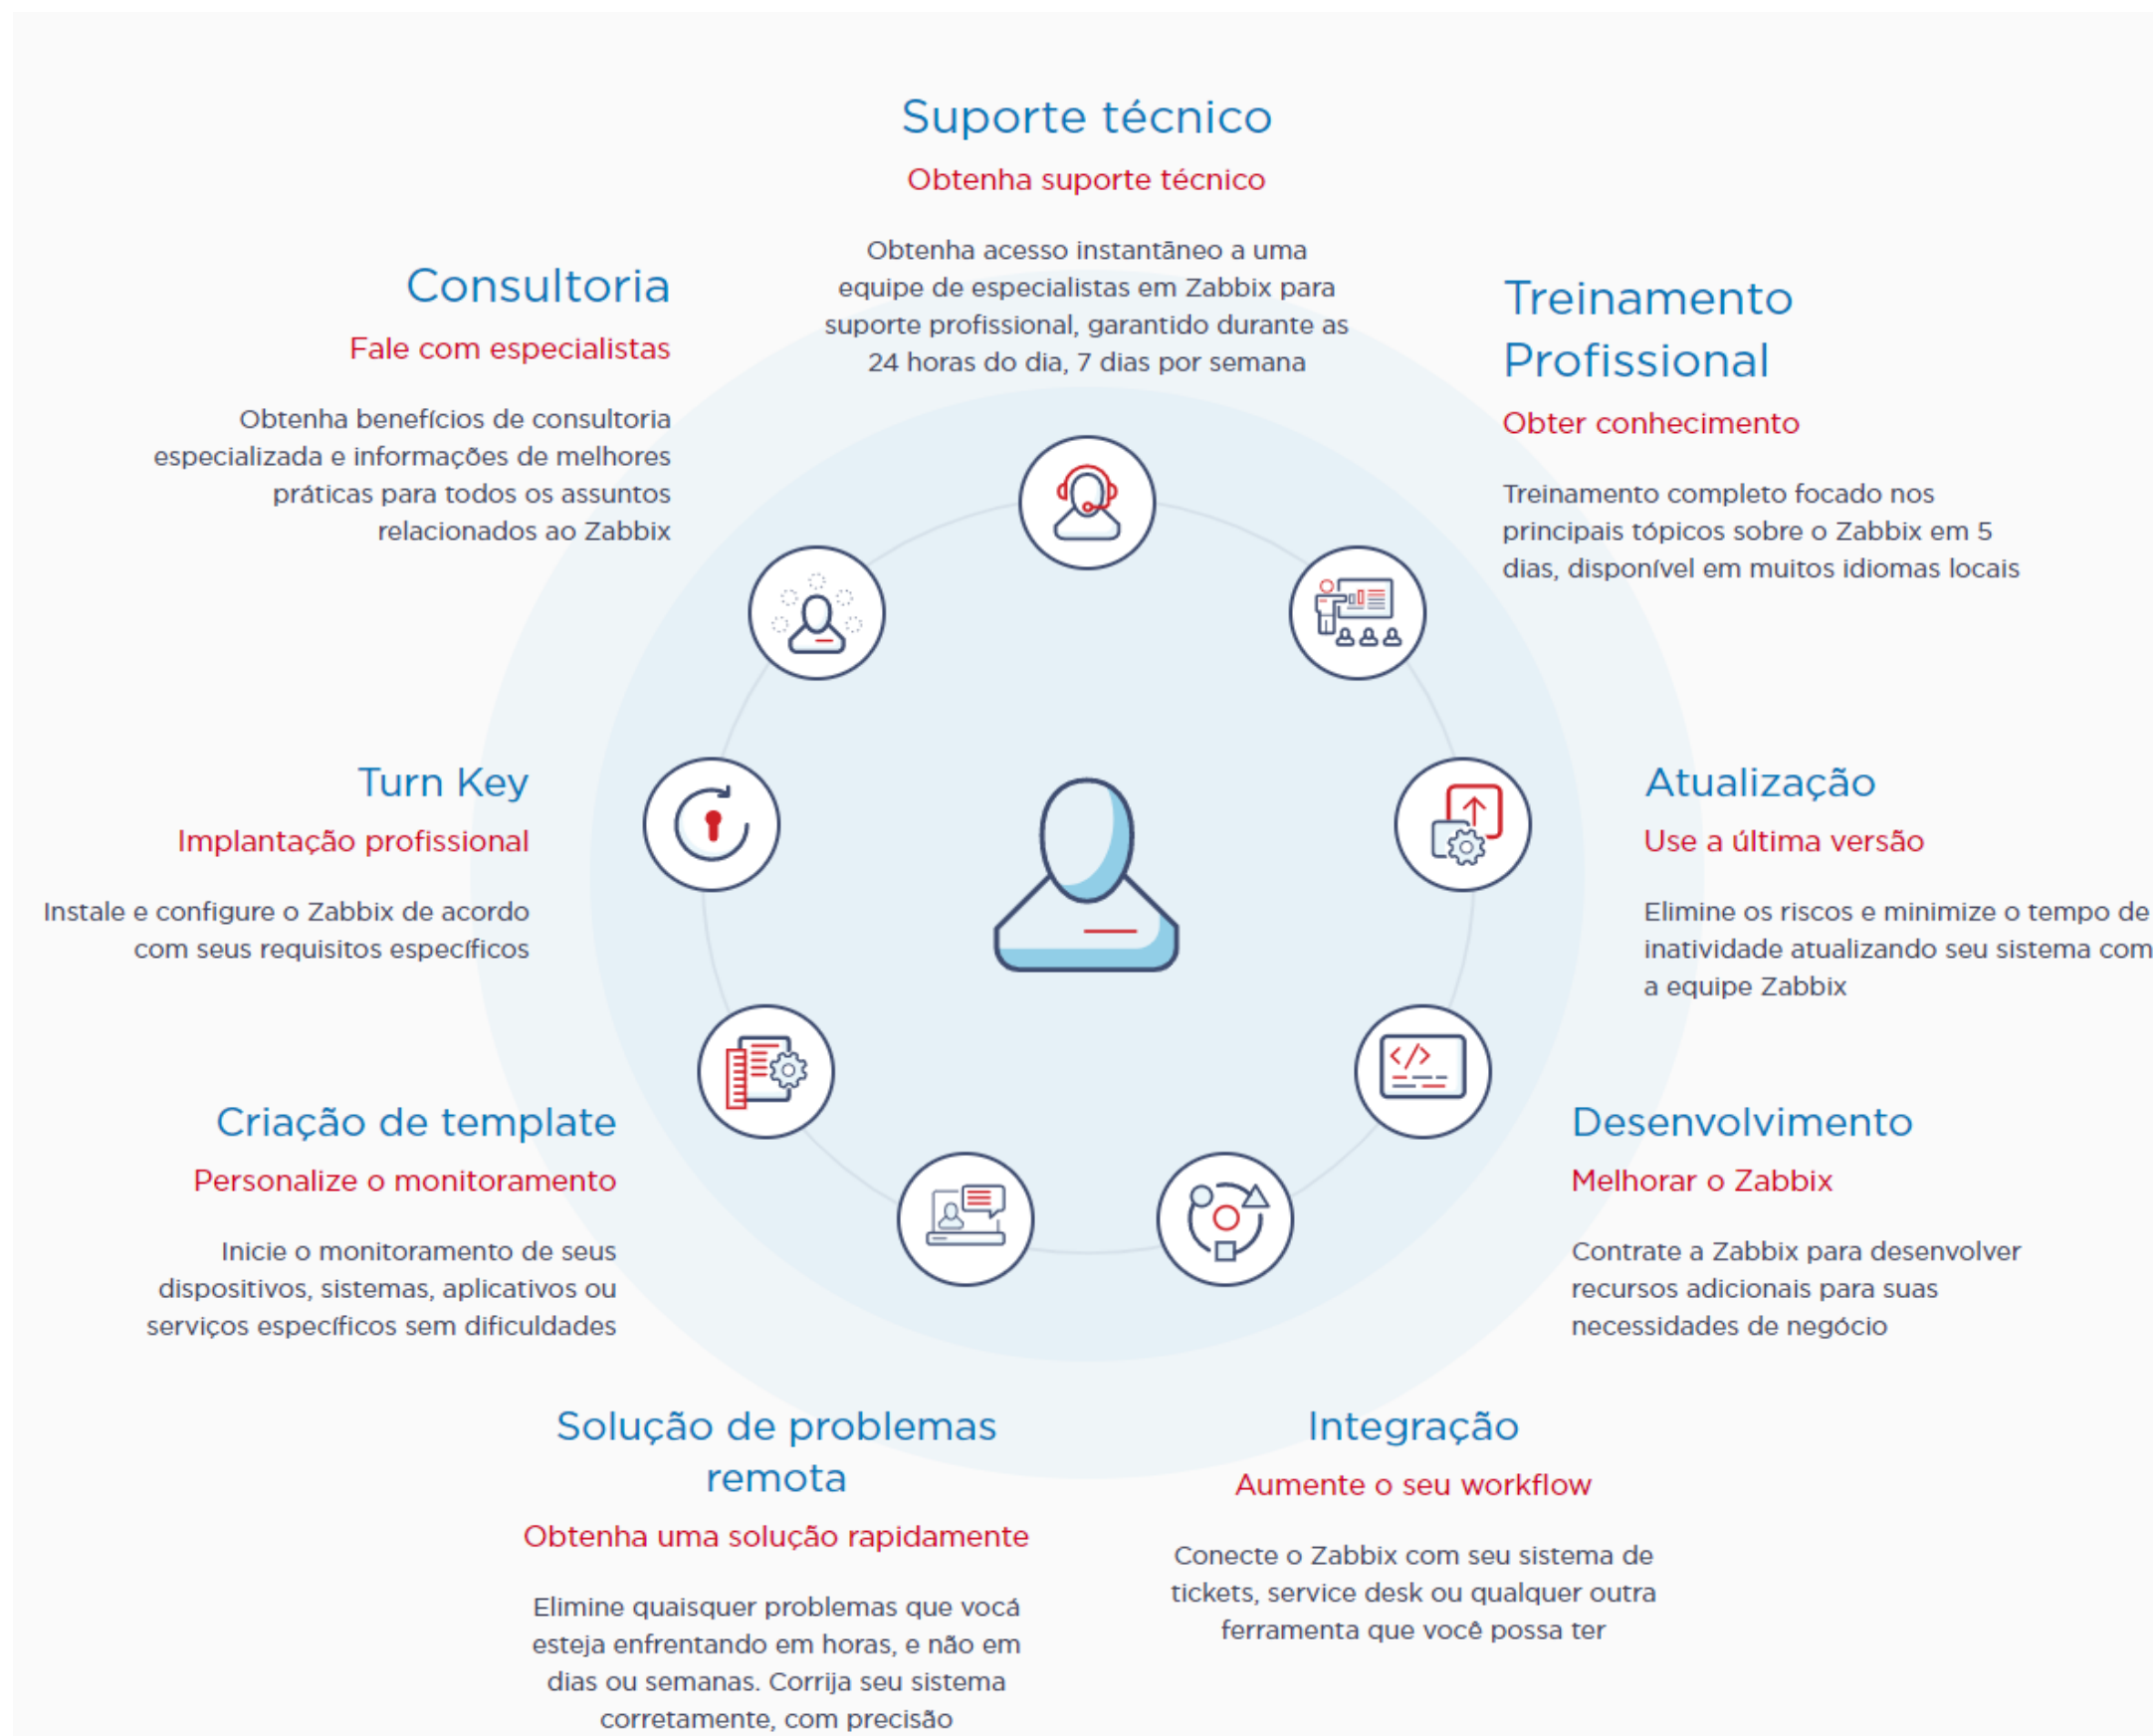 Suporte técnico
Obtenha suporte técnico
Obtenha acesso instantâneo a uma
equipe de especialistas em Zabbix para
suporte profissional, garantido durante as
24 horas do dia, 7 dias por semana
Consultoria
Fale com especialistas
Obtenha benefícios de consultoria
especializada e informações de melhores
práticas para todos os assuntos
relacionados ao Zabbix
Treinamento
Profissional
Obter conhecimento
Treinamento completo focado nos
principais tópicos sobre o Zabbix em 5
dias, disponível em muitos idiomas locais
Turn Key
Implantação profissional
Instale e configure o Zabbix de acordo
com seus requisitos específicos
Atualização
Use a última versão
Elimine os riscos e minimize o tempo de
inatividade atualizando seu sistema com
a equipe Zabbix
Criação de template
Personalize o monitoramento
Inicie o monitoramento de seus
dispositivos, sistemas, aplicativos ou
serviços específicos sem dificuldades
Desenvolvimento
Melhorar o Zabbix
Contrate a Zabbix para desenvolver
recursos adicionais para suas
necessidades de negócio
Solução de problemas
remota
Obtenha uma solução rapidamente
Elimine quaisquer problemas que vocá
esteja enfrentando em horas, e não em
dias ou semanas. Corrija seu sistema
corretamente, com precisão
Integração
Aumente o seu workflow
Conecte o Zabbix com seu sistema de
tickets, service desk ou qualquer outra
ferramenta que você possa ter